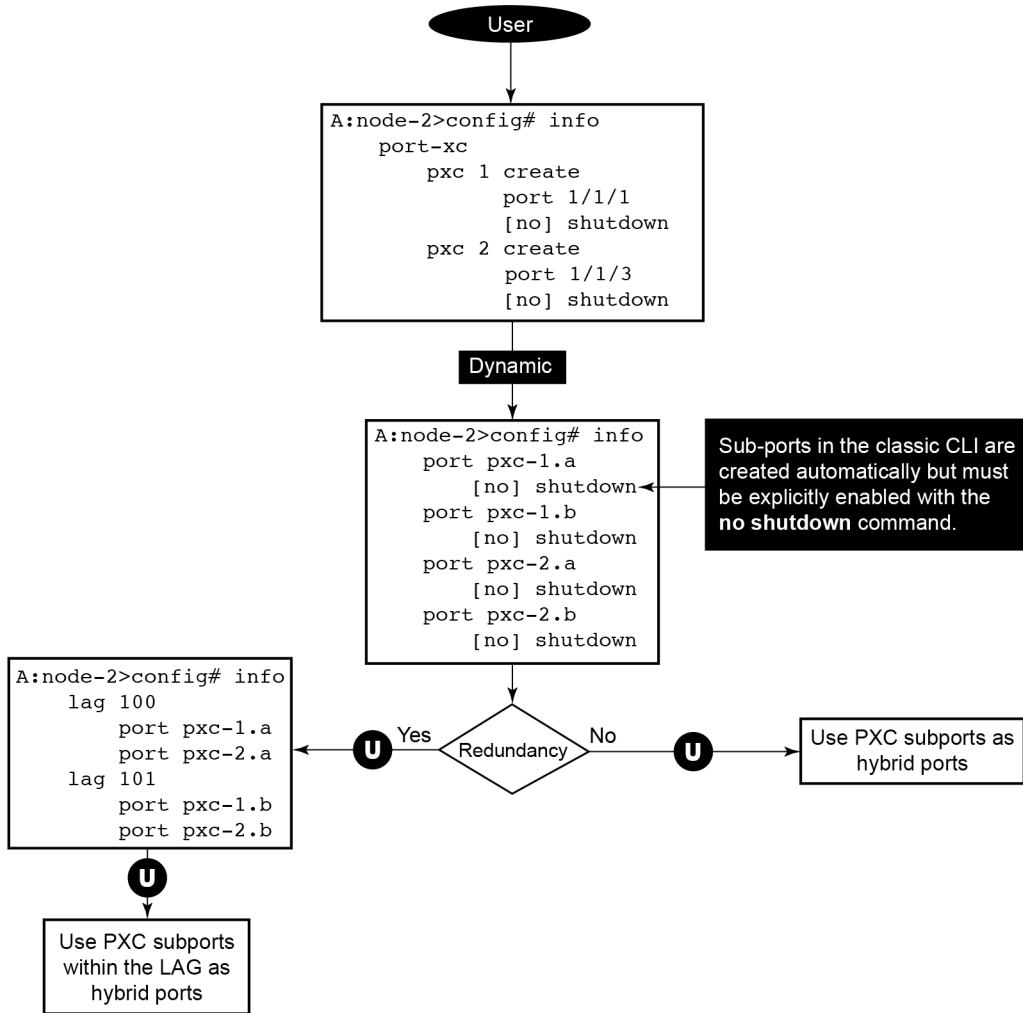 User
A:node-2>config# info
port-xc
pxc 1 create
port 1/1/1
[no] shutdown
pxc 2 create
port 1/1/3
[no] shutdown
Dynamic
A:node-2>config# info
port pxc-1.a
[no] shutdown
port pxc-1.b
[no] shutdown
port pxc-2.a
[no] shutdown
port pxc-2.b
[no] shutdown
Sub-ports in the classic CLI are
created automatically but must
be explicitly enabled with the
no shutdown command.
Redundancy
Yes
U
No
U
A:node-2>config# info
lag 100
port pxc-1.a
port pxc-2.a
lag 101
port pxc-1.b
port pxc-2.b
Use PXC subports as
hybrid ports
U
Use PXC subports
within the LAG as
hybrid ports